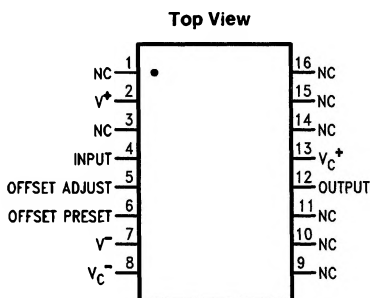 Top View
NC 1 16 NC
V+ 2 15 NC
NC 3 14 NC
INPUT 4 13 VC+
OFFSET ADJUST 5 12 OUTPUT
OFFSET PRESET 6 11 NC
V− 7 10 NC
VC− 8 9 NC